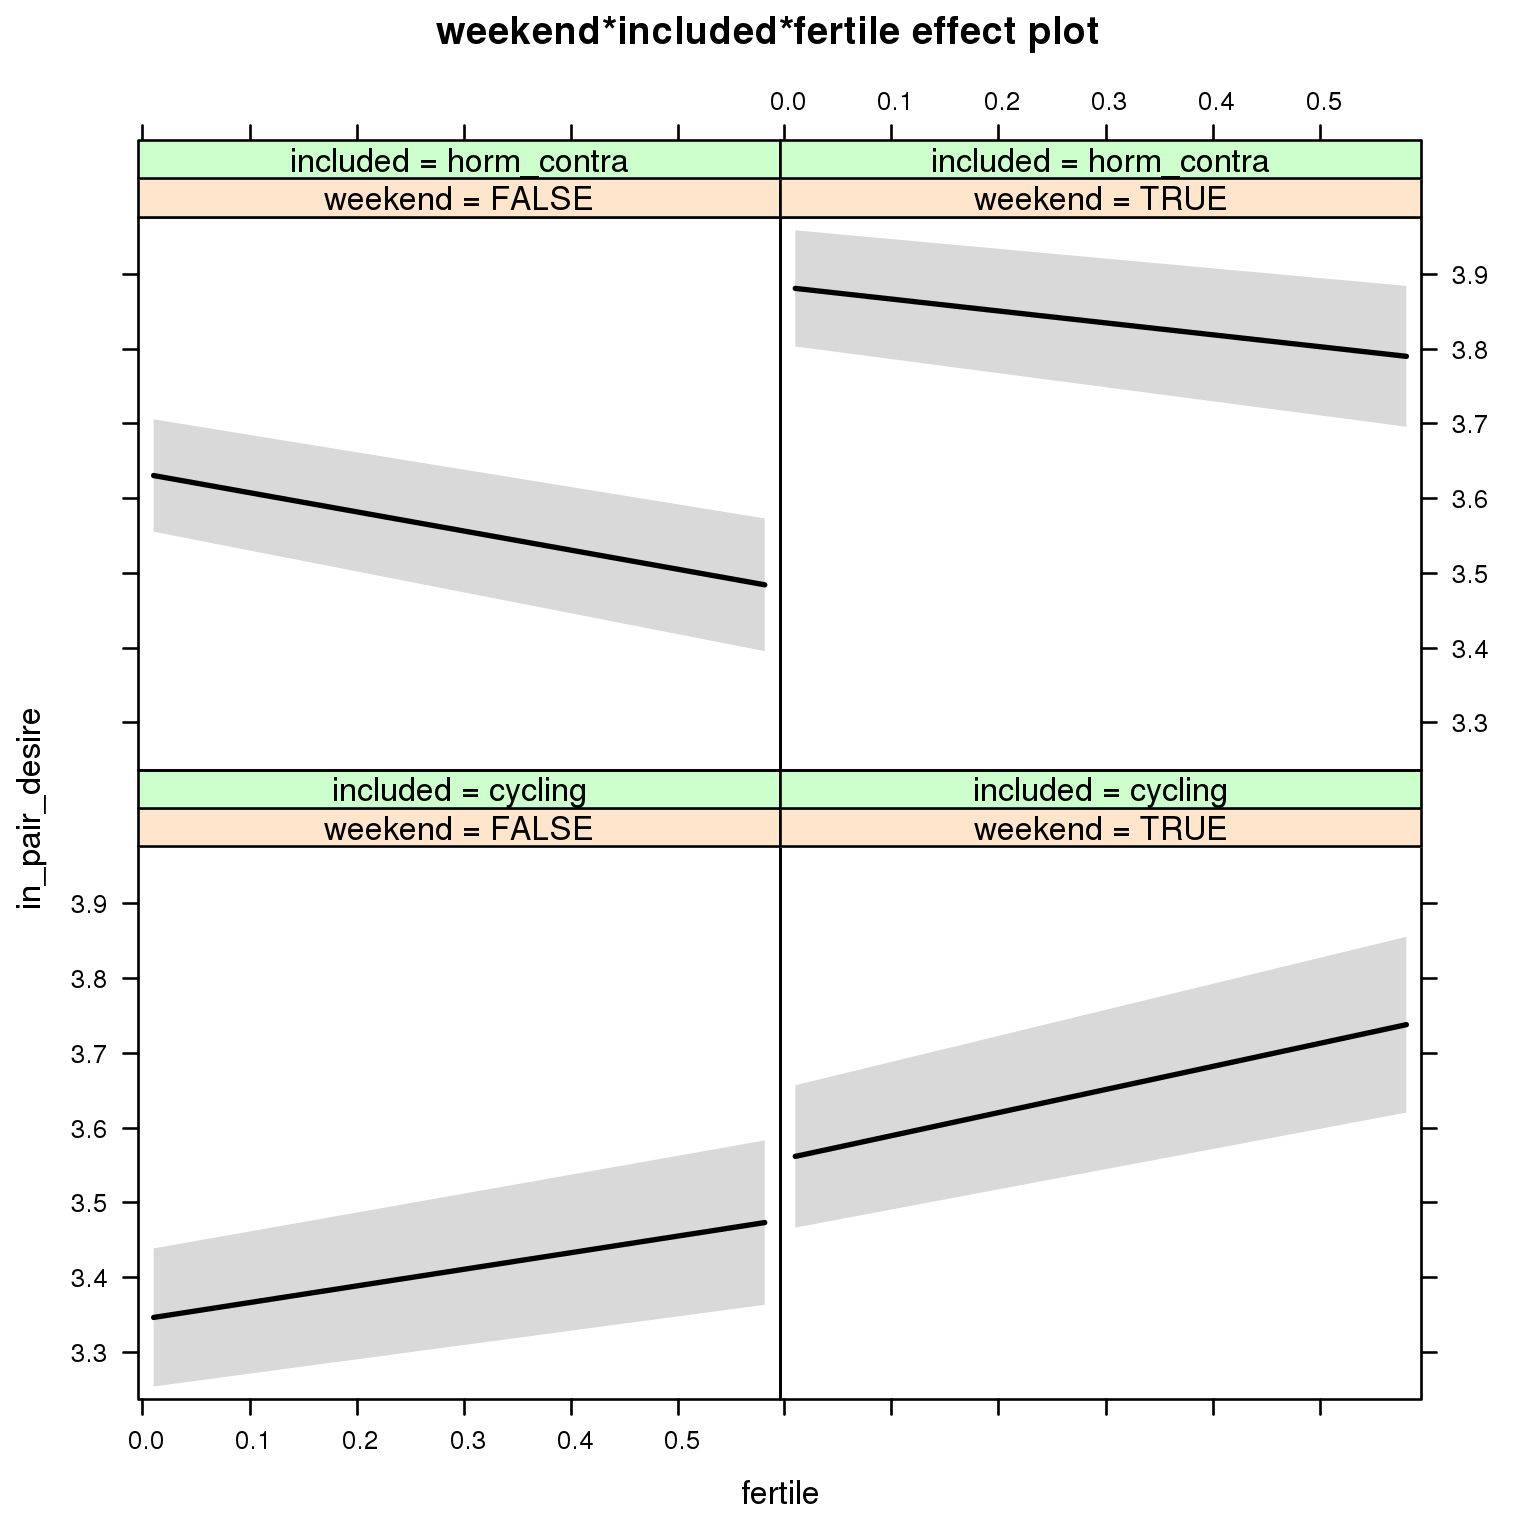 weekend*included*fertile effect plot
0.0 0.1 0.2 0.3 0.4 0.5
included = horm_contra included = horm_contra
weekend = FALSE weekend = TRUE
3.9
3.8
3.7
3.6
3.5
3.4
3.3
in_pair_desire
included = cycling included = cycling
weekend = FALSE weekend = TRUE
3.9
3.8
3.7
3.6
3.5
3.4
3.3
0.0 0.1 0.2 0.3 0.4 0.5
fertile